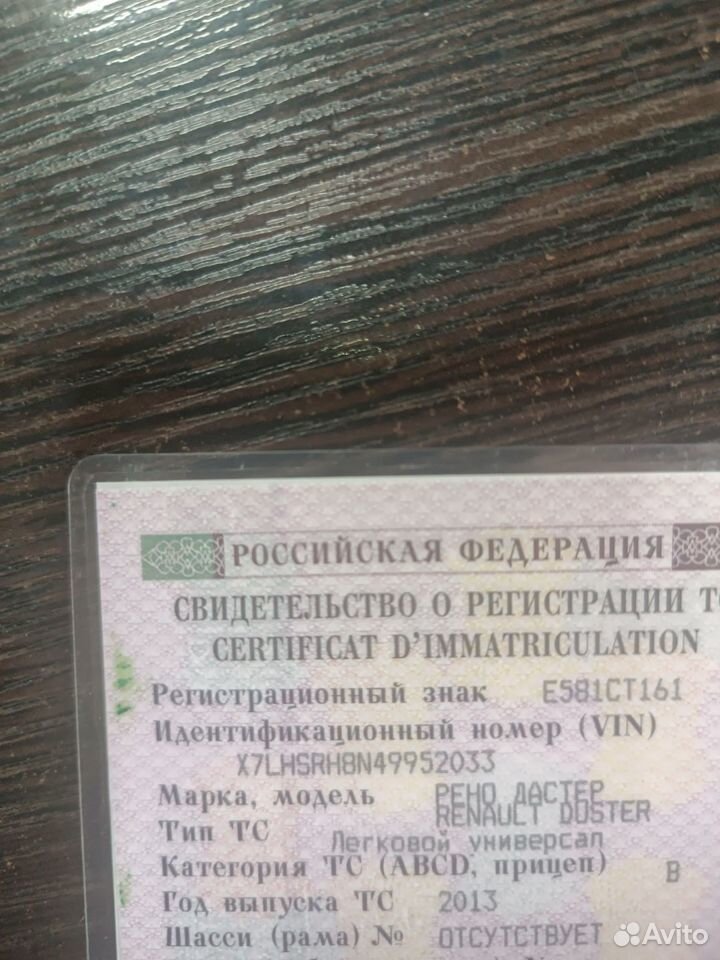 РОССИЙСКАЯ ФЕДЕРАЦИЯ
СВИДЕТЕЛЬСТВО О РЕГИСТРАЦИИ ТС
CERTIFICAT D'IMMATRICULATION
Регистрационный знак Е581СТ161
Идентификационный номер (VIN)
X7LHSRH8N49952033
Марка, модель РЕНО ДАСТЕР
RENAULT DUSTER
Тип ТС Легковой универсал
Категория ТС (ABCD, прицеп) B
Год выпуска ТС 2013
Шасси (рама) № ОТСУТСТВУЕТ
Avito